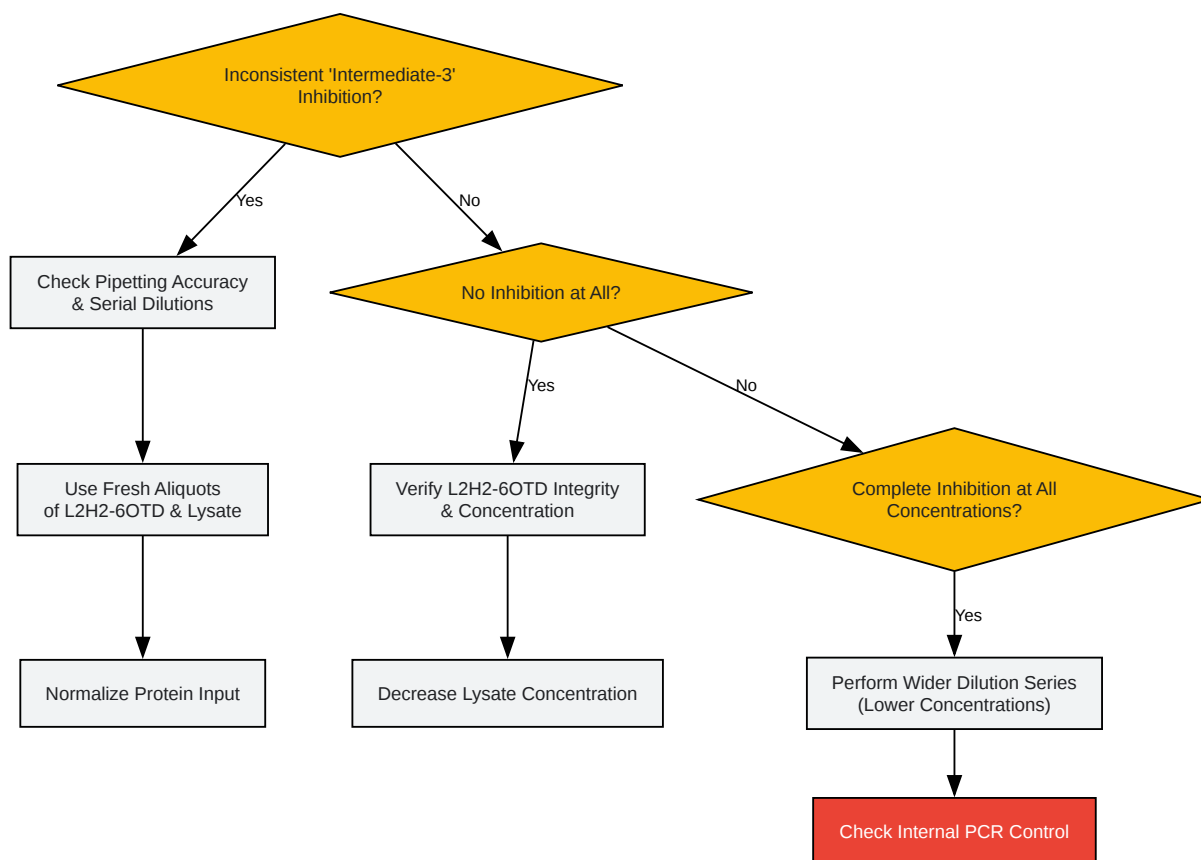 Inconsistent 'Intermediate-3'
Inhibition?
Yes
No
Check Pipetting Accuracy
& Serial Dilutions
No Inhibition at All?
Yes
No
Use Fresh Aliquots
of L2H2-6OTD & Lysate
Verify L2H2-6OTD Integrity
& Concentration
Complete Inhibition at All
Concentrations?
Yes
Normalize Protein Input
Decrease Lysate Concentration
Perform Wider Dilution Series
(Lower Concentrations)
Check Internal PCR Control